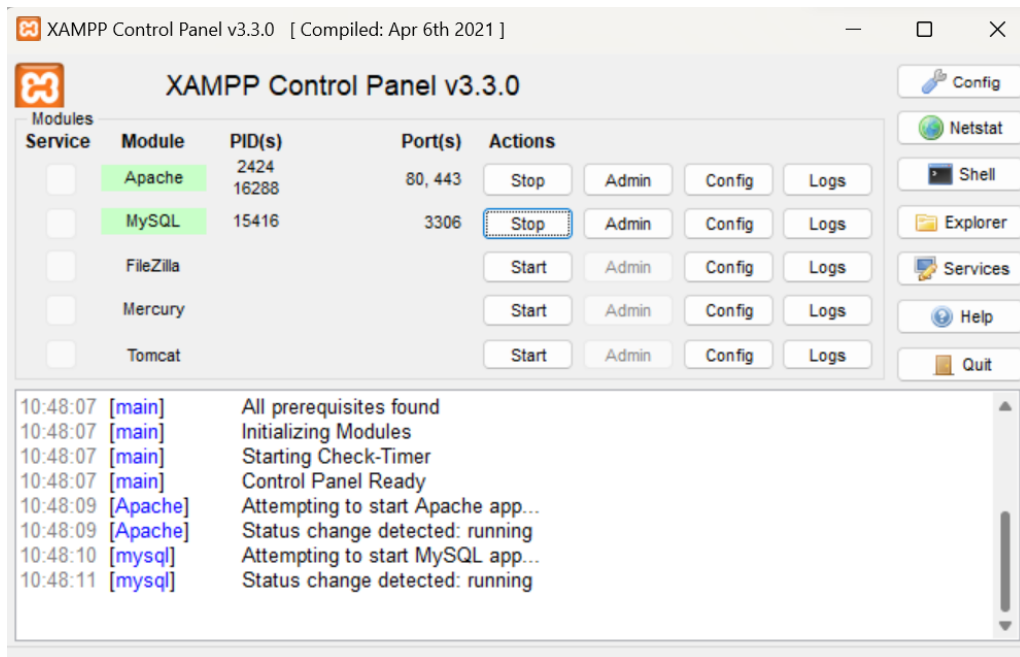 XAMPP Control Panel v3.3.0 [ Compiled: Apr 6th 2021 ]
XAMPP Control Panel v3.3.0
Config
Modules
Service Module PID(s) Port(s) Actions
Netstat
Apache 2424 16288 80, 443 Stop Admin Config Logs
Shell
MySQL 15416 3306 Stop Admin Config Logs
Explorer
FileZilla Start Admin Config Logs
Services
Mercury Start Admin Config Logs
Help
Tomcat Start Admin Config Logs
Quit
10:48:07 [main] All prerequisites found
10:48:07 [main] Initializing Modules
10:48:07 [main] Starting Check-Timer
10:48:07 [main] Control Panel Ready
10:48:09 [Apache] Attempting to start Apache app...
10:48:09 [Apache] Status change detected: running
10:48:10 [mysql] Attempting to start MySQL app...
10:48:11 [mysql] Status change detected: running